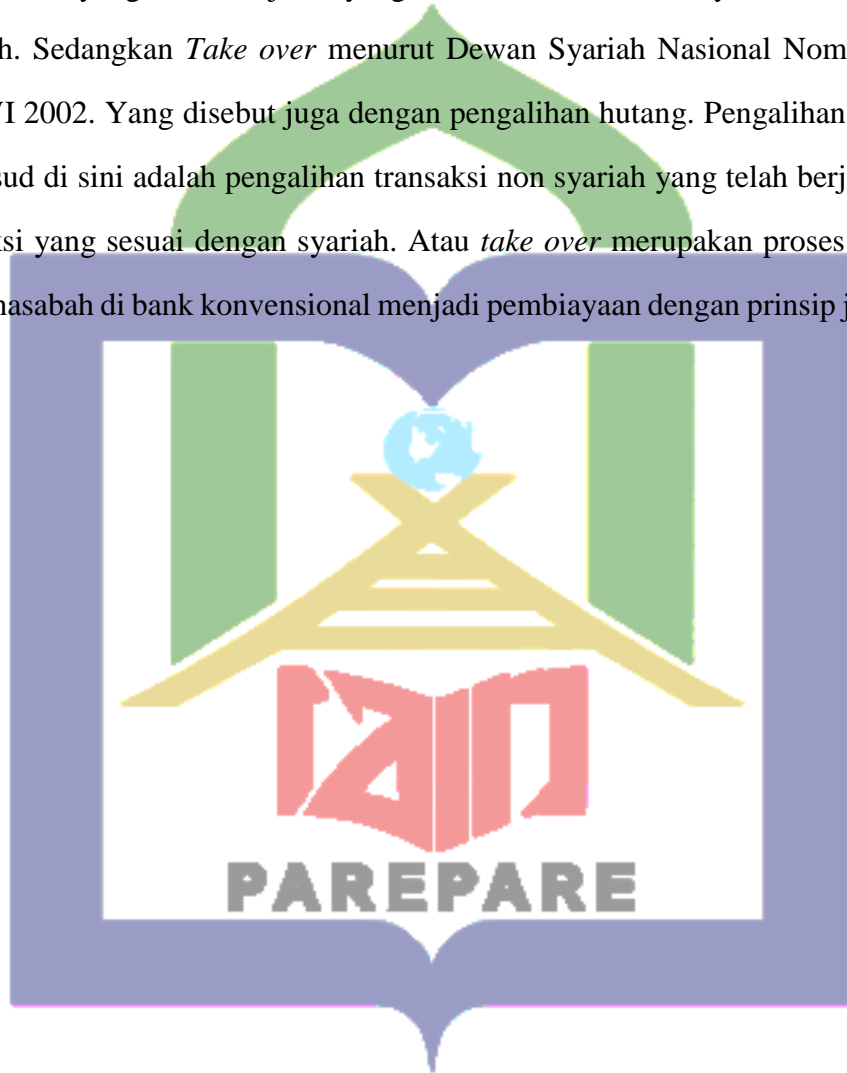 h. Sedangkan Take over menurut Dewan Syariah Nasional Nom
VI 2002. Yang disebut juga dengan pengalihan hutang. Pengalihan
sud di sini adalah pengalihan transaksi non syariah yang telah berj
ksi yang sesuai dengan syariah. Atau take over merupakan proses
nasabah di bank konvensional menjadi pembiayaan dengan prinsip j
iain
PAREPARE